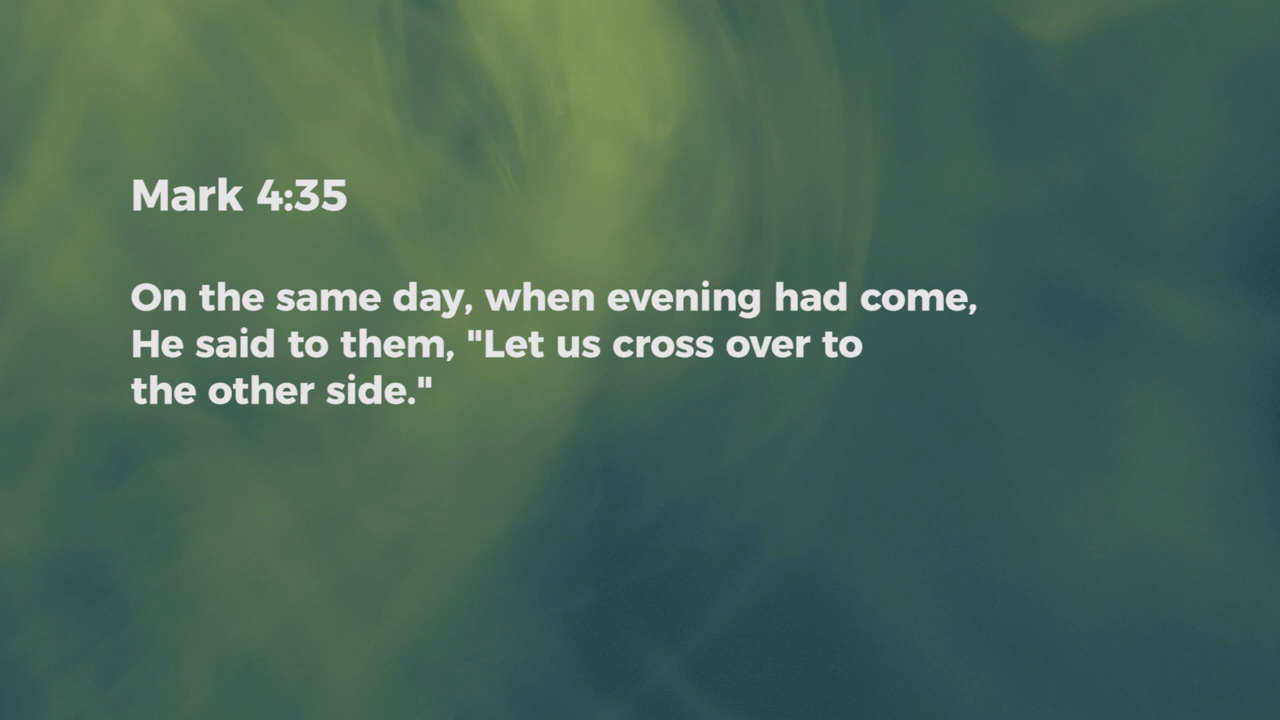 Mark 4:35
On the same day, when evening had come,
He said to them, "Let us cross over to
the other side."